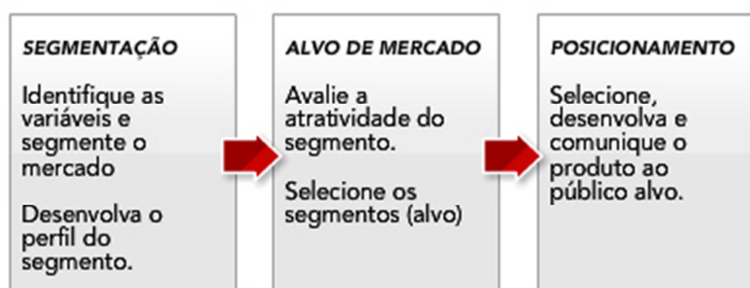 SEGMENTAÇÃO
Identifique as
variáveis e
segmente o
mercado
Desenvolva o
perfil do
segmento.
ALVO DE MERCADO
Avalie a
atratividade do
segmento.
Selecione os
segmentos (alvo)
POSICIONAMENTO
Selecione,
desenvolva e
comunique o
produto ao
público alvo.